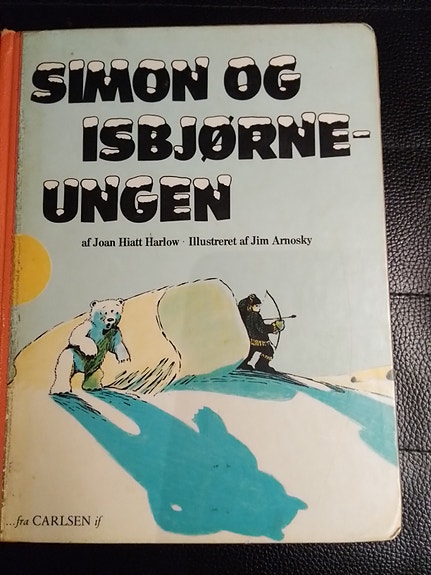 SIMON OG
ISBJØRNE-
UNGEN
af Joan Hiatt Harlow · Illustreret af Jim Arnosky
...fra CARLSEN if